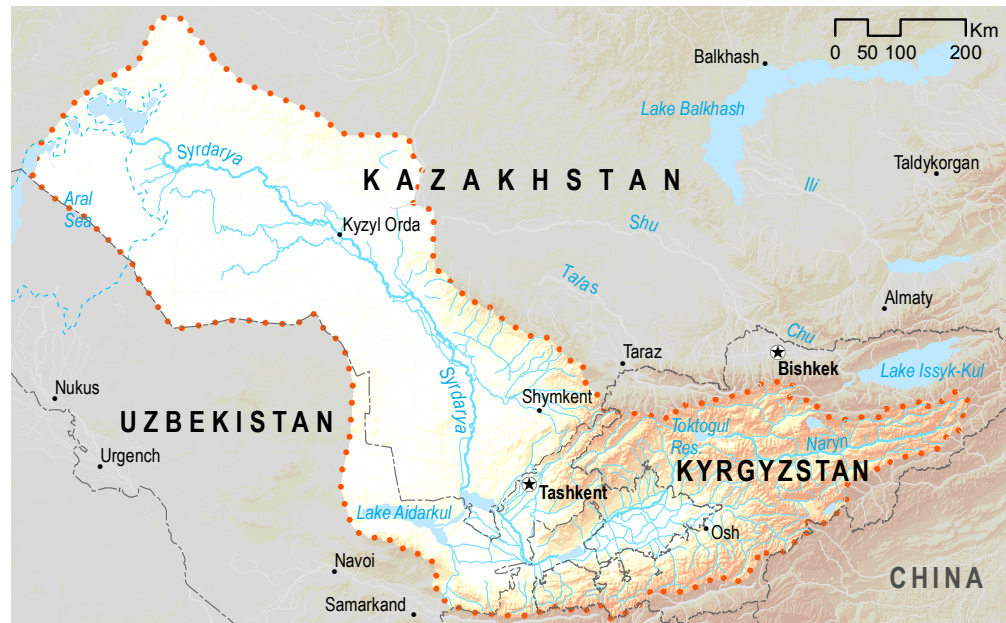 Km
0 50 100 200
Balkhash
Lake Balkhash
Taldykorgan
Syrdarya
KAZAKHSTAN
Ili
Aral
Sea
Kyzyl Orda
Shu
Talas
Almaty
Chu
Taraz
Bishkek
Lake Issyk-Kul
Nukus
Syrdarya
Shymkent
UZBEKISTAN
Toktogul
Res.
Naryn
Urgench
KYRGYZSTAN
Tashkent
Lake Aidarkul
Osh
Navoi
CHINA
Samarkand